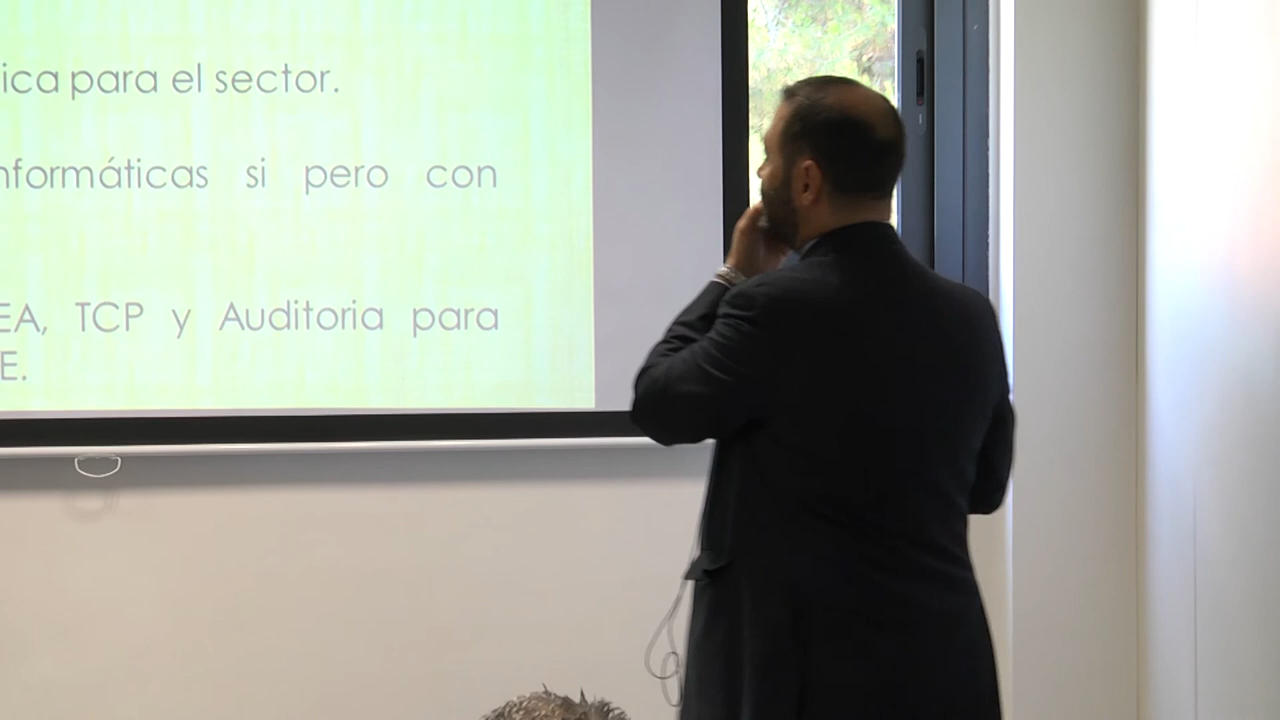 ica para el sector.
nformáticas si pero con
EA, TCP y Auditoria para
E.